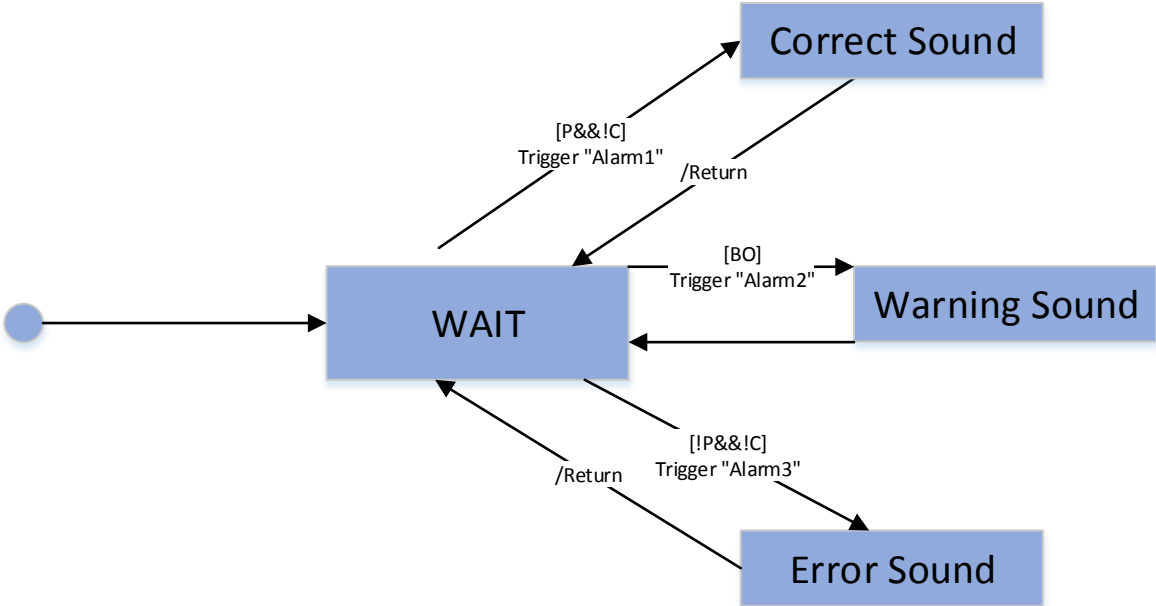 Correct Sound
[P&&!C]
Trigger "Alarm1"
/Return
[BO]
Trigger "Alarm2"
Warning Sound
WAIT
[!P&&!C]
Trigger "Alarm3"
/Return
Error Sound